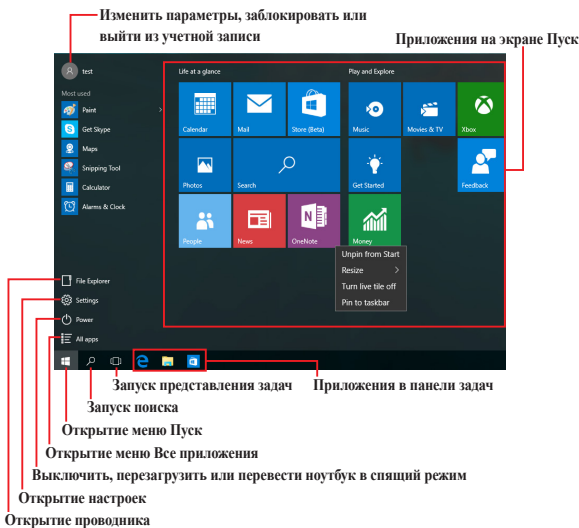 Изменить параметры, заблокировать или
выйти из учетной записи
Приложения на экране Пуск
test
Life at a glance
Play and Explore
Most used
Paint
Get Skype
Maps
Snipping Tool
Calculator
Alarms & Clock
Calendar
Mail
Store (Beta)
Music
Movies & TV
Xbox
Photos
Search
Get Started
Feedback
People
News
OneNote
Money
Unpin from Start
Resize
Turn live tile off
Pin to taskbar
File Explorer
Settings
Power
All apps
Запуск представления задач
Приложения в панели задач
Запуск поиска
Открытие меню Пуск
Открытие меню Все приложения
Выключить, перезагрузить или перевести ноутбук в спящий режим
Открытие настроек
Открытие проводника